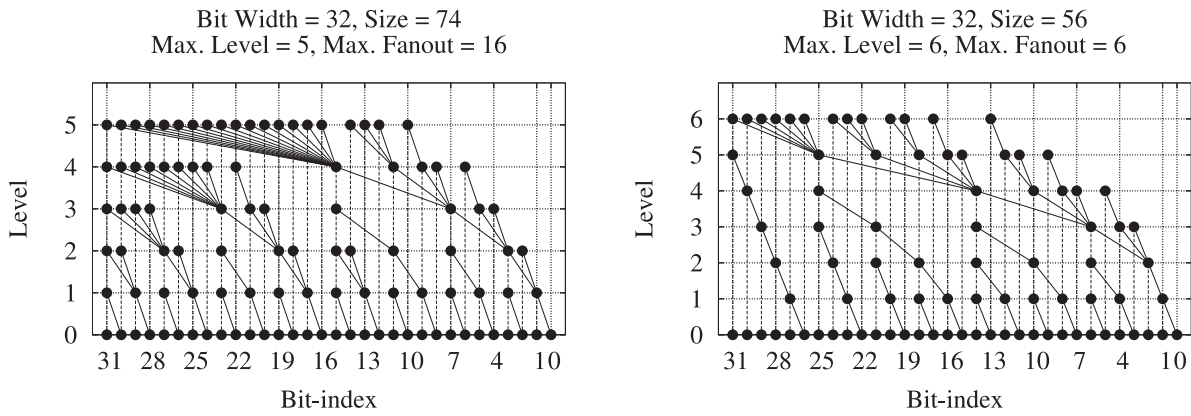 Bit Width = 32, Size = 74
Max. Level = 5, Max. Fanout = 16
5
4
3
2
1
0
Level
31 28 25 22 19 16 13 10 7 4 10
Bit-index
Bit Width = 32, Size = 56
Max. Level = 6, Max. Fanout = 6
6
5
4
3
2
1
0
Level
31 28 25 22 19 16 13 10 7 4 10
Bit-index